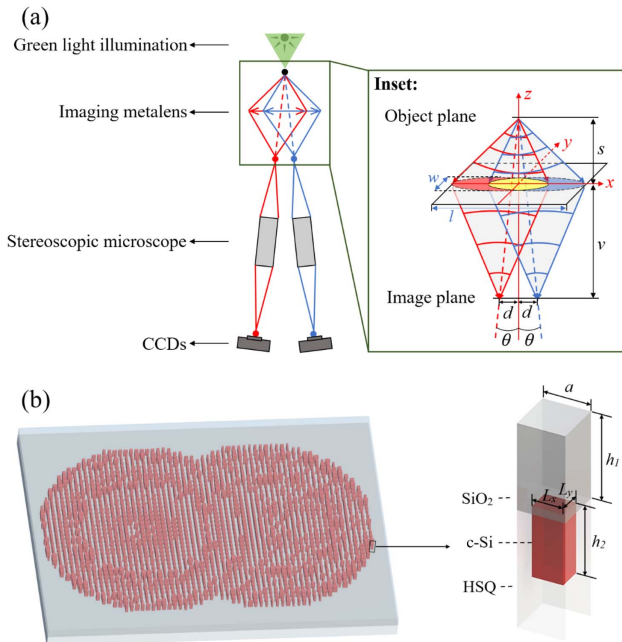 (a)
Green light illumination
Imaging metalens
Stereoscopic microscope
CCDs
Inset:
z
Object plane
y
s
w
x
l
v
Image plane
d d
θ θ
(b)
a
h1
SiO2
Lx Ly
c-Si
h2
HSQ